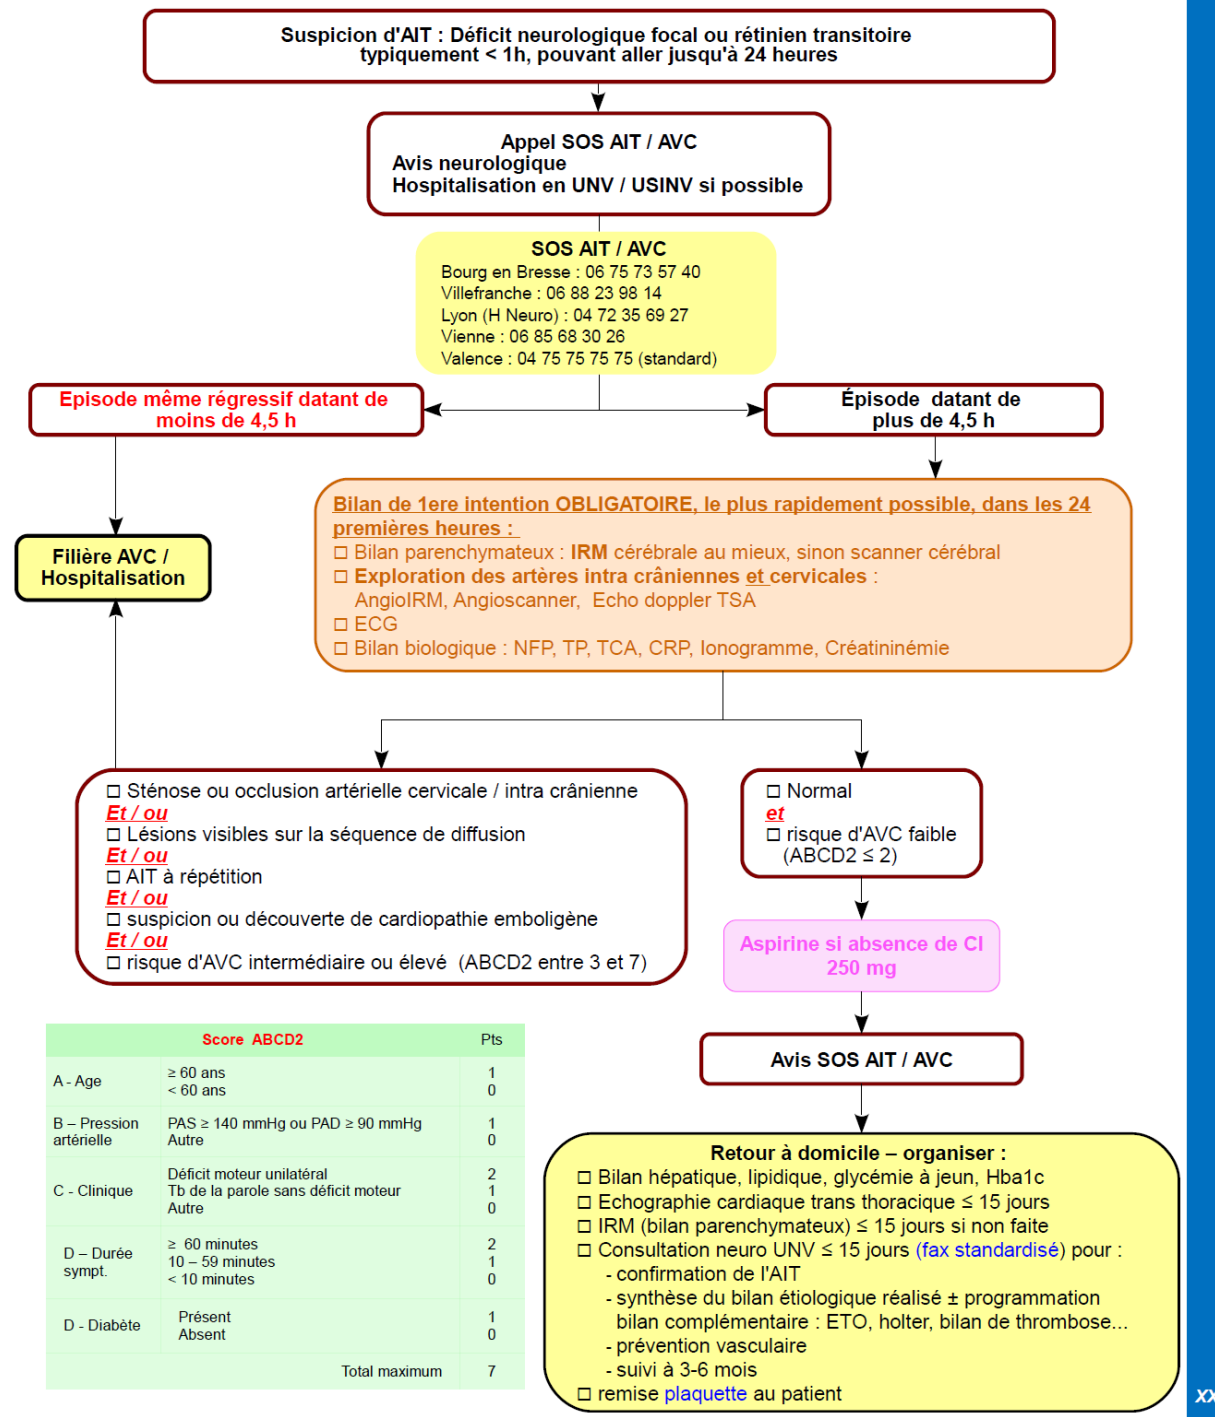 Suspicion d'AIT : Déficit neurologique focal ou rétinien transitoire
typiquement < 1h, pouvant aller jusqu'à 24 heures
Appel SOS AIT / AVC
Avis neurologique
Hospitalisation en UNV / USINV si possible
SOS AIT / AVC
Bourg en Bresse : 06 75 73 57 40
Villefranche : 06 88 23 98 14
Lyon (H Neuro) : 04 72 35 69 27
Vienne : 06 85 68 30 26
Valence : 04 75 75 75 75 (standard)
Episode même régressif datant de
moins de 4,5 h
Épisode datant de
plus de 4,5 h
Bilan de 1ere intention OBLIGATOIRE, le plus rapidement possible, dans les 24
premières heures :
□ Bilan parenchymateux : IRM cérébrale au mieux, sinon scanner cérébral
□ Exploration des artères intra crâniennes et cervicales :
AngioIRM, Angioscanner, Echo doppler TSA
□ ECG
□ Bilan biologique : NFP, TP, TCA, CRP, Ionogramme, Créatininémie
Filière AVC /
Hospitalisation
□ Sténose ou occlusion artérielle cervicale / intra crânienne
Et / ou
□ Lésions visibles sur la séquence de diffusion
Et / ou
□ AIT à répétition
Et / ou
□ suspicion ou découverte de cardiopathie emboligène
Et / ou
□ risque d'AVC intermédiaire ou élevé (ABCD2 entre 3 et 7)
□ Normal
et
□ risque d'AVC faible
(ABCD2 ≤ 2)
Aspirine si absence de CI
250 mg
Avis SOS AIT / AVC
Score ABCD2 Pts
A - Age
≥ 60 ans 1
< 60 ans 0
B – Pression
artérielle
PAS ≥ 140 mmHg ou PAD ≥ 90 mmHg 1
Autre 0
C - Clinique
Déficit moteur unilatéral 2
Tb de la parole sans déficit moteur 1
Autre 0
D – Durée
sympt.
≥ 60 minutes 2
10 – 59 minutes 1
< 10 minutes 0
D - Diabète
Présent 1
Absent 0
Total maximum 7
Retour à domicile – organiser :
□ Bilan hépatique, lipidique, glycémie à jeun, Hba1c
□ Echographie cardiaque trans thoracique ≤ 15 jours
□ IRM (bilan parenchymateux) ≤ 15 jours si non faite
□ Consultation neuro UNV ≤ 15 jours (fax standardisé) pour :
- confirmation de l'AIT
- synthèse du bilan étiologique réalisé ± programmation
bilan complémentaire : ETO, holter, bilan de thrombose...
- prévention vasculaire
- suivi à 3-6 mois
□ remise plaquette au patient